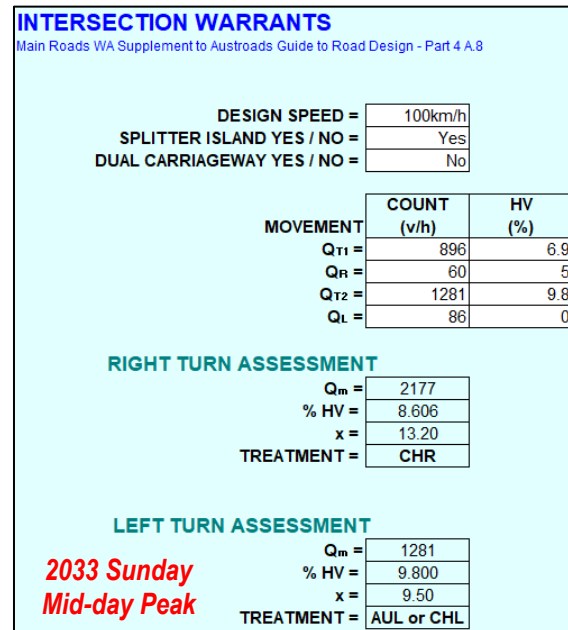 INTERSECTION WARRANTS
Main Roads WA Supplement to Austroads Guide to Road Design - Part 4 A.8
DESIGN SPEED = 100km/h
SPLITTER ISLAND YES / NO = Yes
DUAL CARRIAGEWAY YES / NO = No
COUNT HV
MOVEMENT (v/h) (%)
QT1 = 896 6.9
QR = 60 5
QT2 = 1281 9.8
QL = 86 0
RIGHT TURN ASSESSMENT
Qm = 2177
% HV = 8.606
x = 13.20
TREATMENT = CHR
LEFT TURN ASSESSMENT
Qm = 1281
2033 Sunday % HV = 9.800
Mid-day Peak x = 9.50
TREATMENT = AUL or CHL